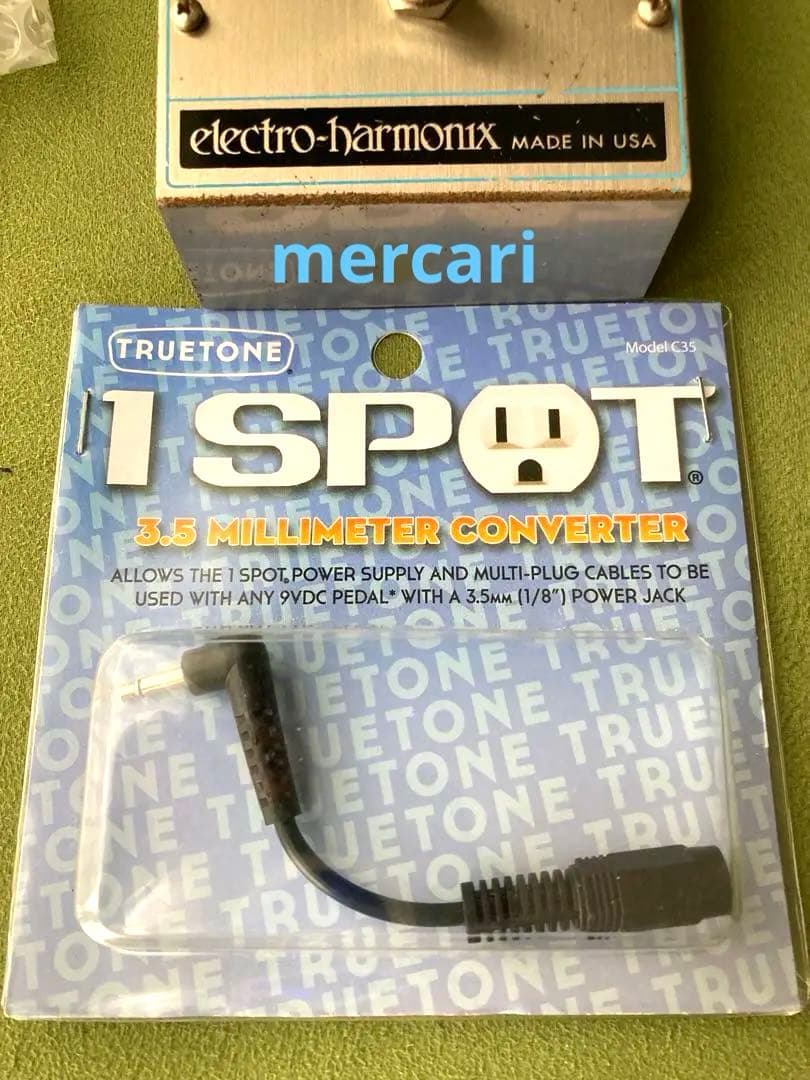 electro-harmonix MADE IN USA
mercari
TRUETONE
Model C35
1 SPOT®
3.5 MILLIMETER CONVERTER
ALLOWS THE 1 SPOT® POWER SUPPLY AND MULTI-PLUG CABLES TO BE
USED WITH ANY 9VDC PEDAL* WITH A 3.5MM (1/8") POWER JACK
TRUETONE